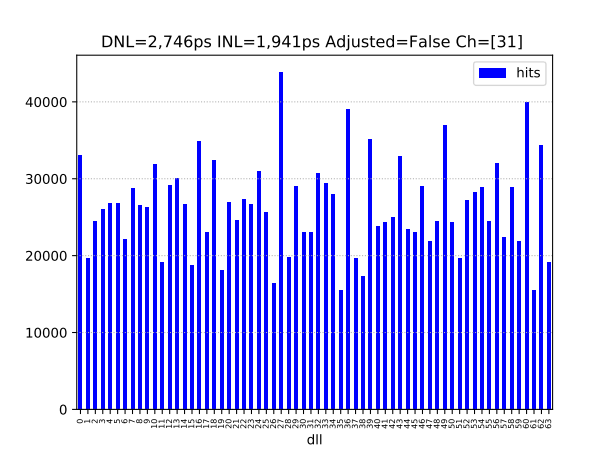 DNL=2,746ps INL=1,941ps Adjusted=False Ch=[31]
hits
40000
30000
20000
10000
0
0 1 2 3 4 5 6 7 8 9 10 11 12 13 14 15 16 17 18 19 20 21 22 23 24 25 26 27 28 29 30 31 32 33 34 35 36 37 38 39 40 41 42 43 44 45 46 47 48 49 50 51 52 53 54 55 56 57 58 59 60 61 62 63
dll